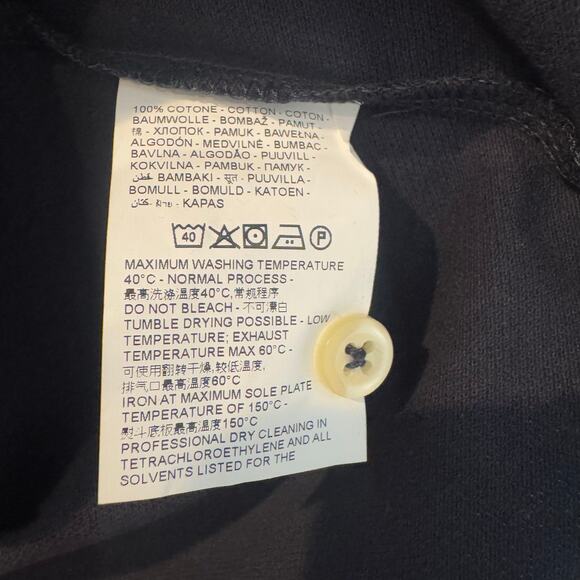 100% COTONE - COTTON - COTON -
BAUMWOLLE - BOMBAŽ - PAMUT -
棉 - ХЛОПОК - PAMUK - BAWEŁNA -
ALGODÓN - MEDVILNĖ - BUMBAC -
BAVLNA - ALGODÃO - PUUVILL -
KOKVILNA - PAMBUK - ПАМУК -
قطن - BAMBAKI - सूत - PUUVILLA -
BOMULL - BOMULD - KATOEN -
- KAPAS
40 P
MAXIMUM WASHING TEMPERATURE
40°C - NORMAL PROCESS -
最高洗涤温度40°C,常规程序
DO NOT BLEACH - 不可漂白
TUMBLE DRYING POSSIBLE - LOW
TEMPERATURE; EXHAUST
TEMPERATURE MAX 60°C -
可使用翻转干燥,较低温度,
排气口最高温度60°C
IRON AT MAXIMUM SOLE PLATE
TEMPERATURE OF 150°C -
熨斗底板最高温度150°C
PROFESSIONAL DRY CLEANING IN
TETRACHLOROETHYLENE AND ALL
SOLVENTS LISTED FOR THE